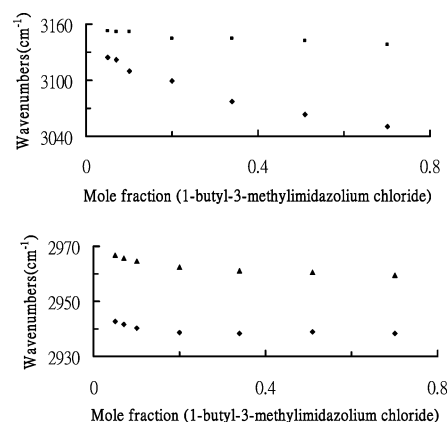 3160
3100
3040
Wavenumbers(cm-1)
0 0.4 0.8
Mole fraction (1-butyl-3-methylimidazolium chloride)
2970
2950
2930
Wavenumbers(cm-1)
0 0.4 0.8
Mole fraction (1-butyl-3-methylimidazolium chloride)